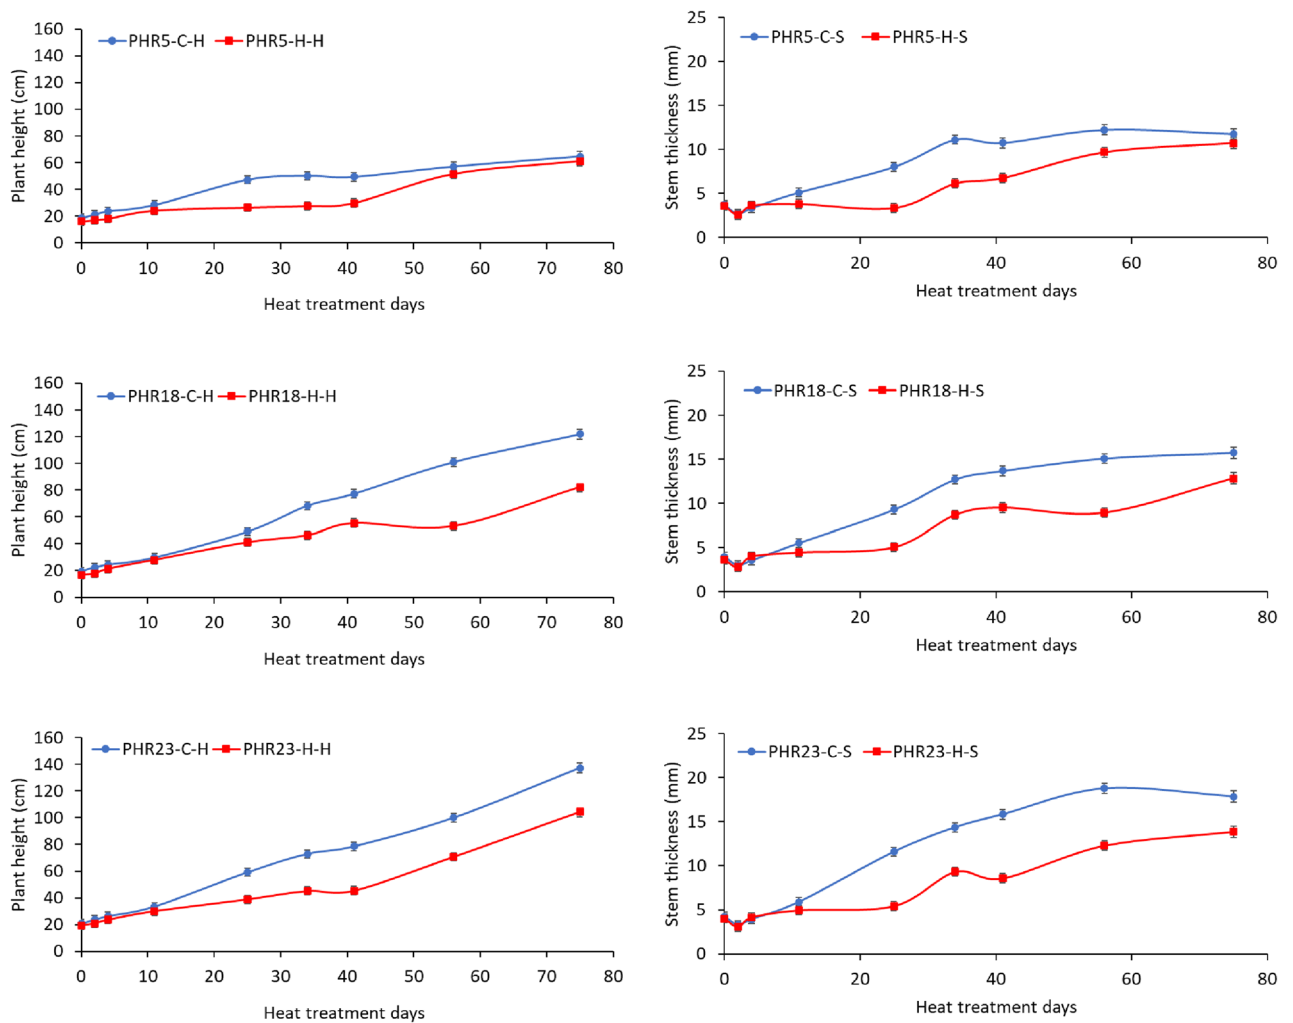 Plant height (cm)
160
140
120
100
80
60
40
20
0
PHR5-C-H PHR5-H-H
0 10 20 30 40 50 60 70 80
Heat treatment days
Stem thickness (mm)
25
20
15
10
5
0
PHR5-C-S PHR5-H-S
0 20 40 60 80
Heat treatment days
Plant height (cm)
160
140
120
100
80
60
40
20
0
PHR18-C-H PHR18-H-H
0 10 20 30 40 50 60 70 80
Heat treatment days
Stem thickness (mm)
25
20
15
10
5
0
PHR18-C-S PHR18-H-S
0 20 40 60 80
Heat treatment days
Plant height (cm)
160
140
120
100
80
60
40
20
0
PHR23-C-H PHR23-H-H
0 10 20 30 40 50 60 70 80
Heat treatment days
Stem thickness (mm)
25
20
15
10
5
0
PHR23-C-S PHR23-H-S
0 20 40 60 80
Heat treatment days